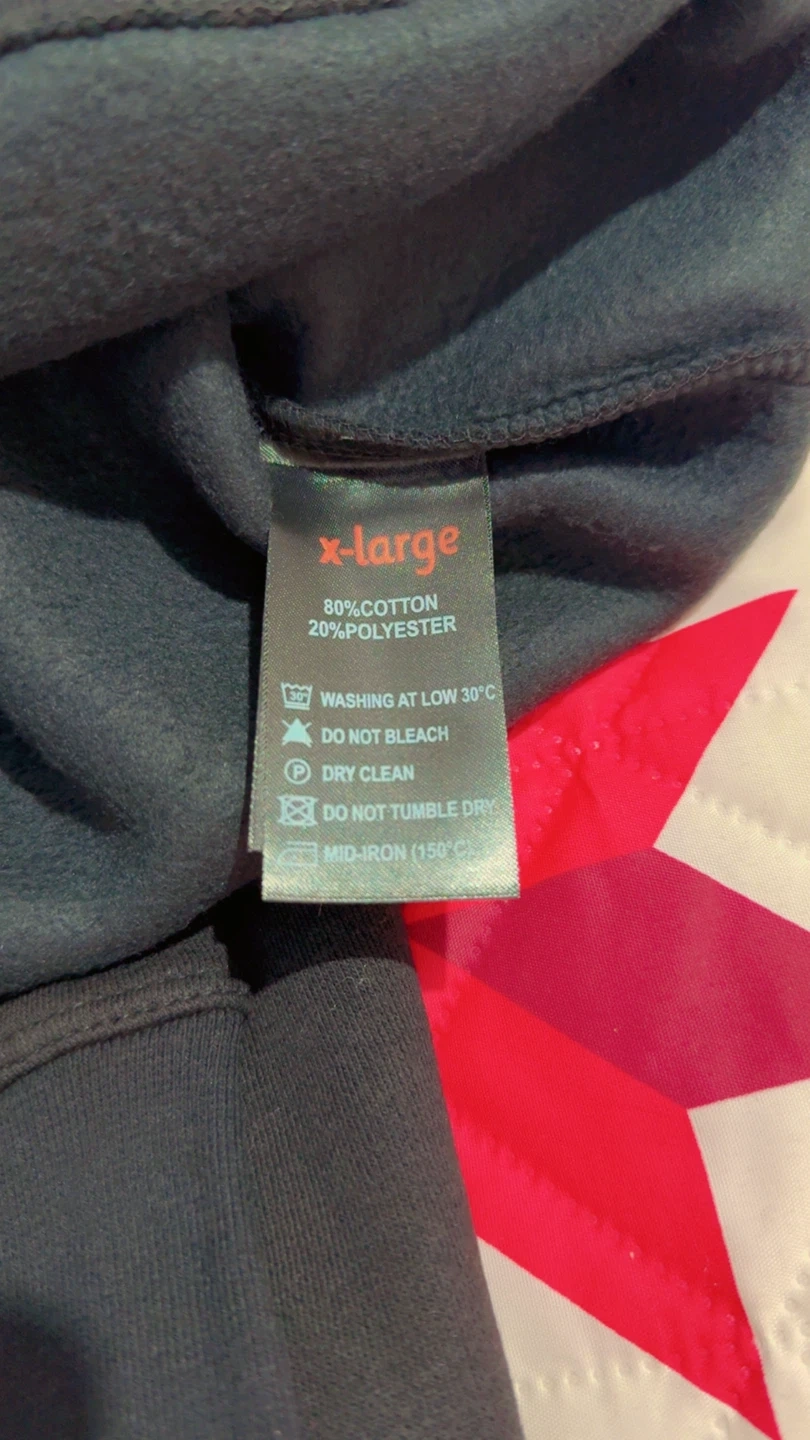 x-large
80%COTTON
20%POLYESTER
30° WASHING AT LOW 30°C
DO NOT BLEACH
P DRY CLEAN
DO NOT TUMBLE DRY
MID-IRON (150°C)